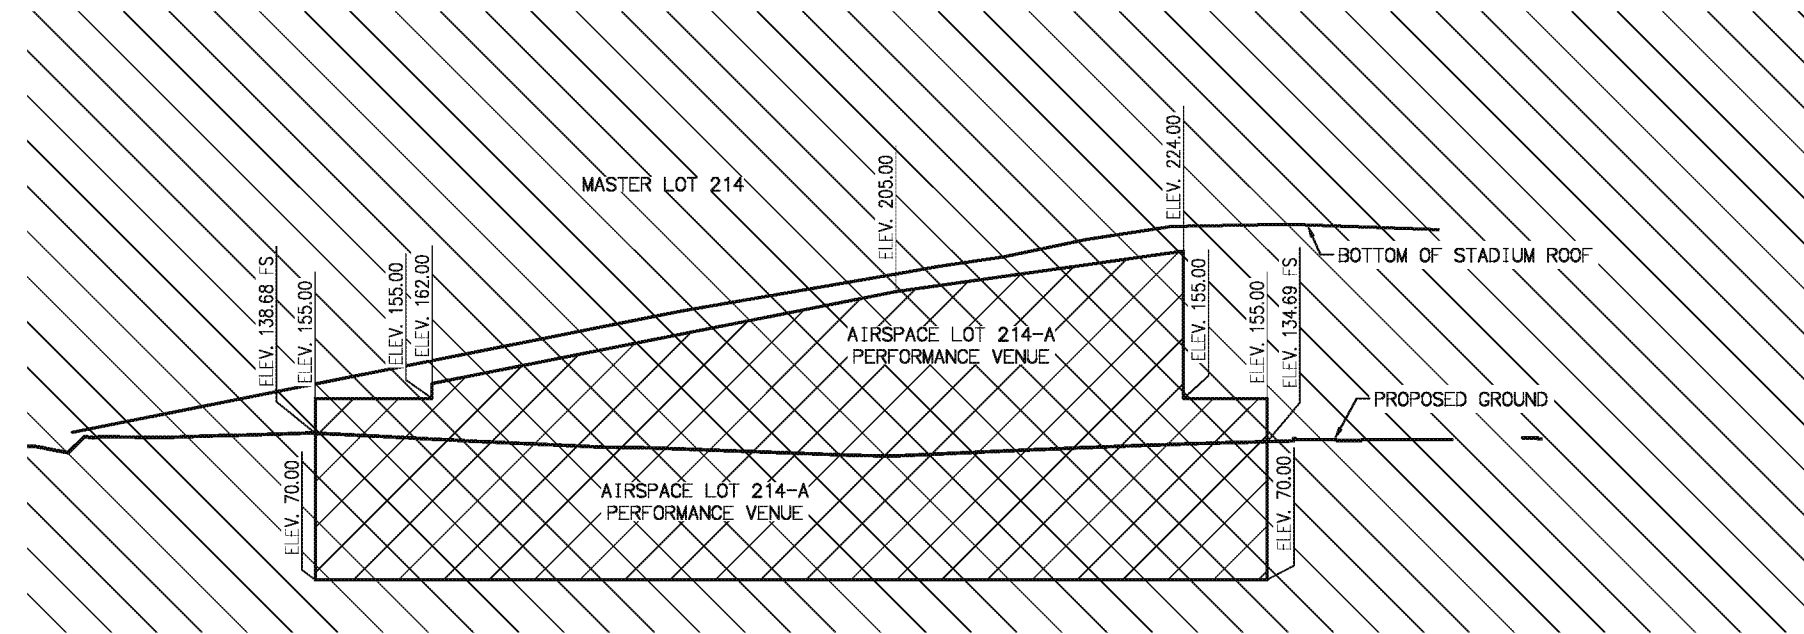 MASTER LOT 214
ELEV. 138.68 FS
ELEV. 155.00
ELEV. 155.00
ELEV. 162.00
ELEV. 205.00
ELEV. 224.00
ELEV. 155.00
ELEV. 155.00
ELEV. 134.69 FS
BOTTOM OF STADIUM ROOF
AIRSPACE LOT 214-A
PERFORMANCE VENUE
PROPOSED GROUND
ELEV. 70.00
AIRSPACE LOT 214-A
PERFORMANCE VENUE
ELEV. 70.00